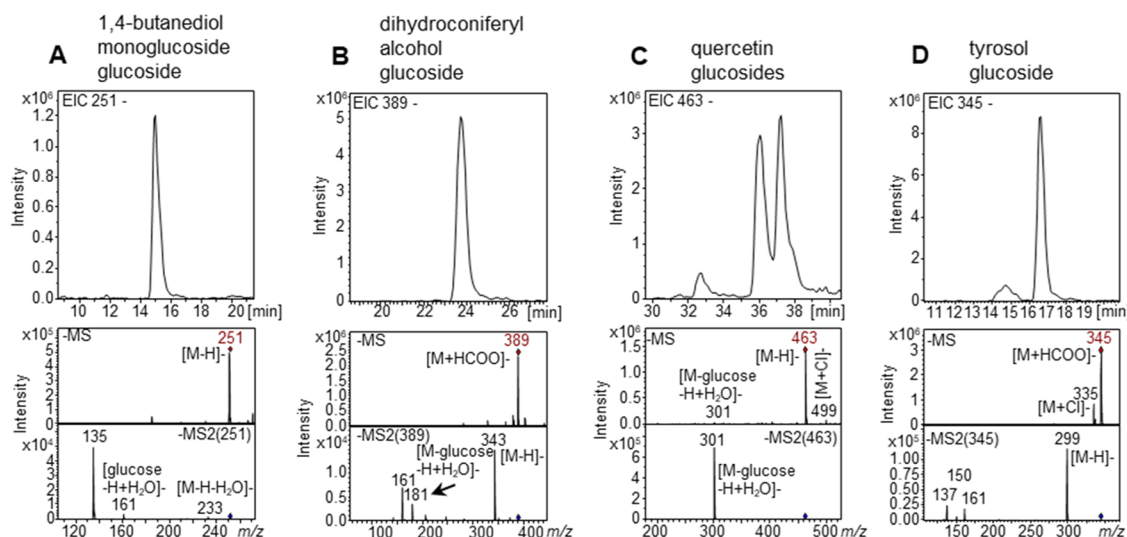 A
1,4-butanediol
monoglucoside
glucoside
B
dihydroconiferyl
alcohol
glucoside
C
quercetin
glucosides
D
tyrosol
glucoside
x10⁶
EIC 251 -
1.2
1.0
0.8
0.6
0.4
0.2
0.0
Intensity
10 12 14 16 18 20 [min]
x10⁶
EIC 389 -
5
4
3
2
1
0
Intensity
20 22 24 26 [min]
x10⁶
EIC 463 -
3
2
1
0
Intensity
30 32 34 36 38 [min]
x10⁶
EIC 345 -
8
6
4
2
0
Intensity
11 12 13 14 15 16 17 18 19 [min]
x10⁵
-MS
251
[M-H]-
5
4
3
2
1
0
x10⁴
-MS2(251)
135
[glucose
-H+H₂O]-
161
[M-H-H₂O]-
233
4
3
2
1
0
Intensity
120 160 200 240 m/z
x10⁶
-MS
389
[M+HCOO]-
2.5
2.0
1.5
1.0
0.5
0.0
x10⁶
-MS2(389)
343
[M-glucose
-H+H₂O]-
[M-H]-
161
181
1.0
0.5
0.0
Intensity
100 200 300 400 m/z
x10⁶
-MS
463
[M-H]-
[M+Cl]-
[M-glucose
-H+H₂O]-
301
499
1.5
1.0
0.5
0.0
x10⁵
301
-MS2(463)
[M-glucose
-H+H₂O]-
6
4
2
0
Intensity
200 300 400 500 m/z
x10⁶
-MS
345
[M+HCOO]-
335
[M+Cl]-
3
2
1
0
x10⁵
-MS2(345)
299
[M-H]-
150
137
161
1.00
0.75
0.50
0.25
0.00
Intensity
150 200 250 300 m/z